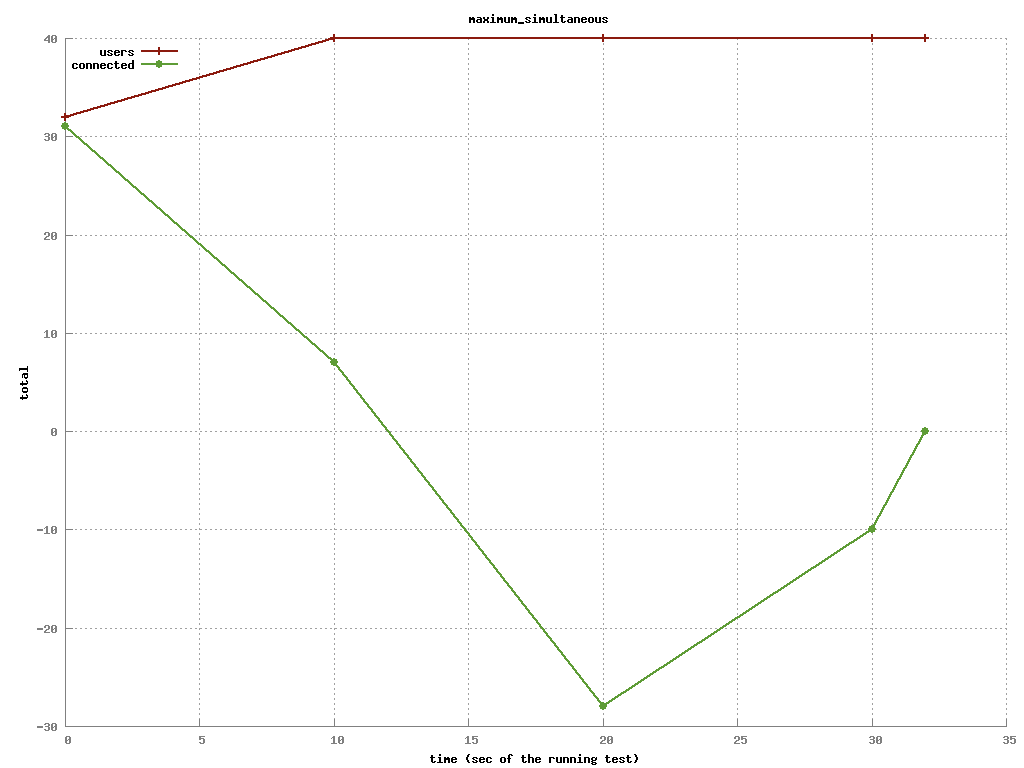 maximum_simultaneous
40
users
connected
30
20
10
total
0
-10
-20
-30
0 5 10 15 20 25 30 35
time (sec of the running test)